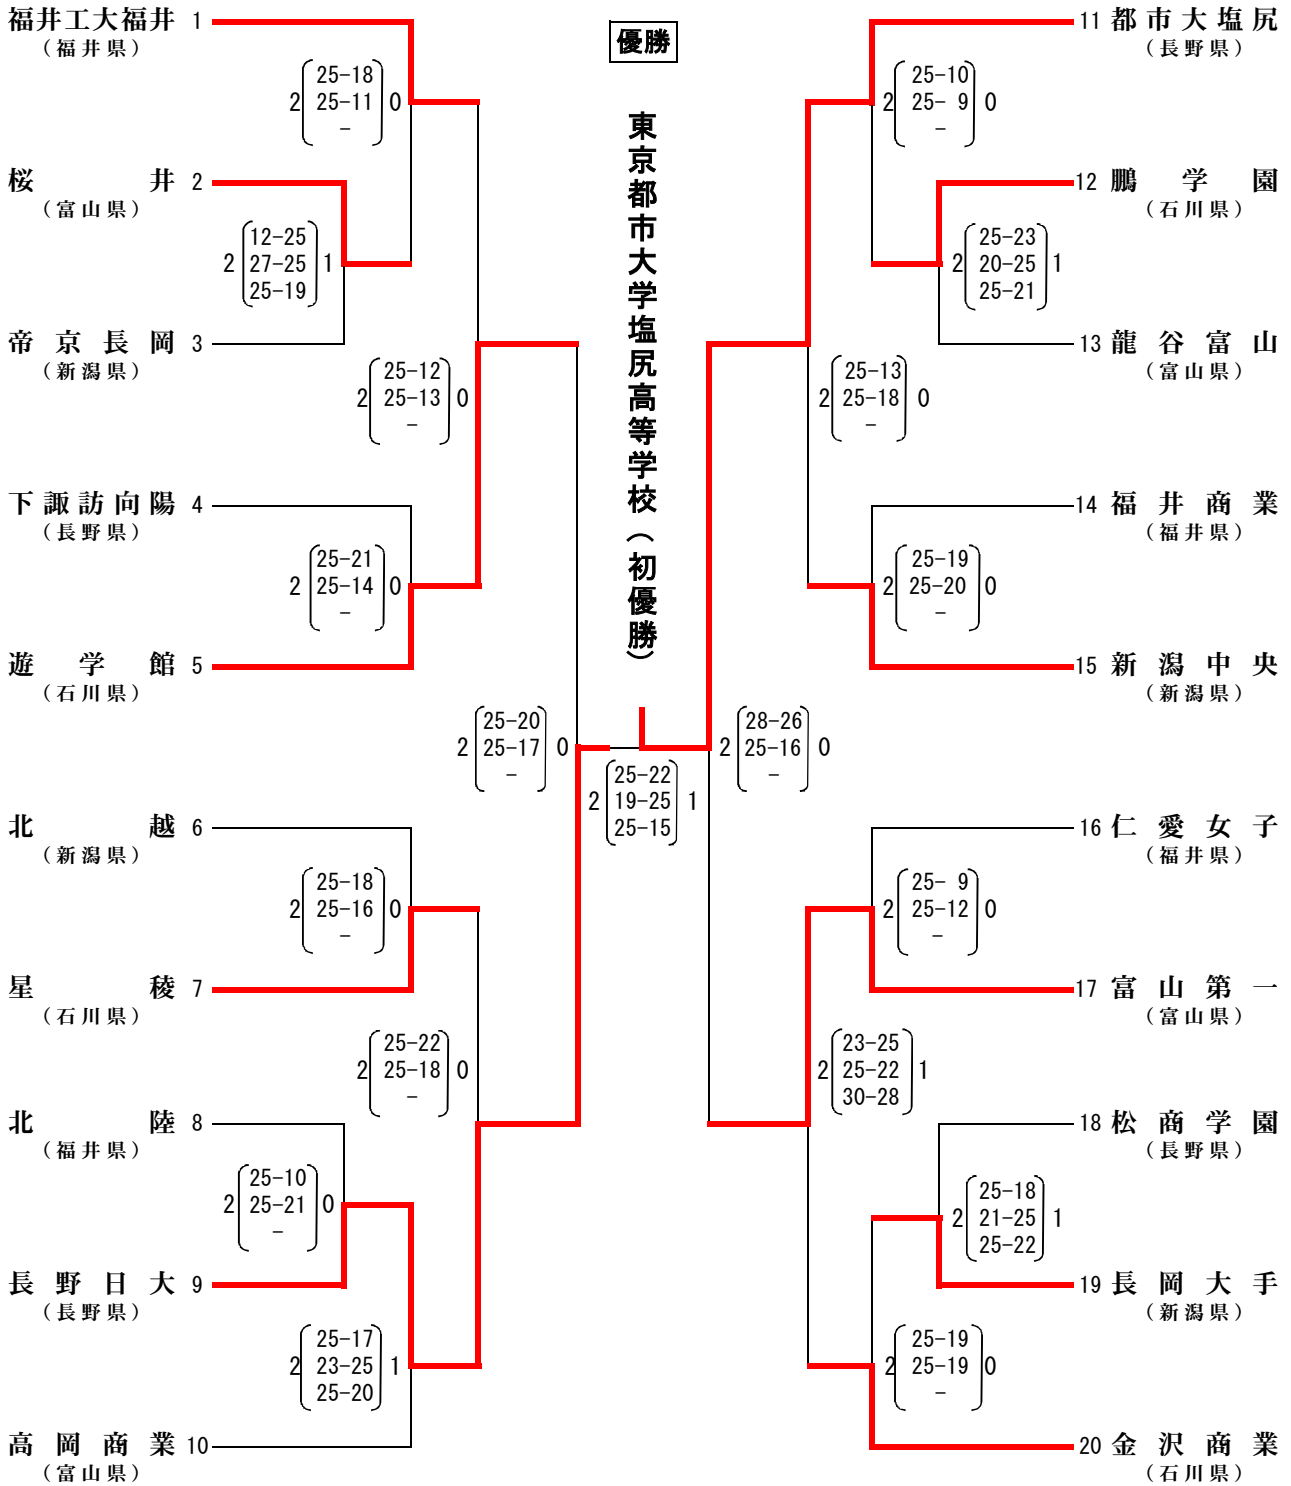 優勝
東京都市大学塩尻高等学校（初優勝）
福井工大福井 1
（福井県）
2 25-18 0
25-11
-
桜井 2
（富山県）
2 12-25 1
27-25
25-19
帝京長岡 3
（新潟県）
2 25-12 0
25-13
-
下諏訪向陽 4
（長野県）
2 25-21 0
25-14
-
遊学館 5
（石川県）
2 25-20 0
25-17
-
北越 6
（新潟県）
2 25-18 0
25-16
-
星稜 7
（石川県）
2 25-22 0
25-18
-
北陸 8
（福井県）
2 25-10 0
25-21
-
長野日大 9
（長野県）
2 25-17 1
23-25
25-20
高岡商業 10
（富山県）
2 25-22 1
19-25
25-15
11 都市大塩尻
（長野県）
2 25-10 0
25- 9
-
12 鵬学園
（石川県）
2 25-23 1
20-25
25-21
13 龍谷富山
（富山県）
2 25-13 0
25-18
-
14 福井商業
（福井県）
2 25-19 0
25-20
-
15 新潟中央
（新潟県）
2 28-26 0
25-16
-
16 仁愛女子
（福井県）
2 25- 9 0
25-12
-
17 富山第一
（富山県）
2 23-25 1
25-22
30-28
18 松商学園
（長野県）
2 25-18 1
21-25
25-22
19 長岡大手
（新潟県）
2 25-19 0
25-19
-
20 金沢商業
（石川県）